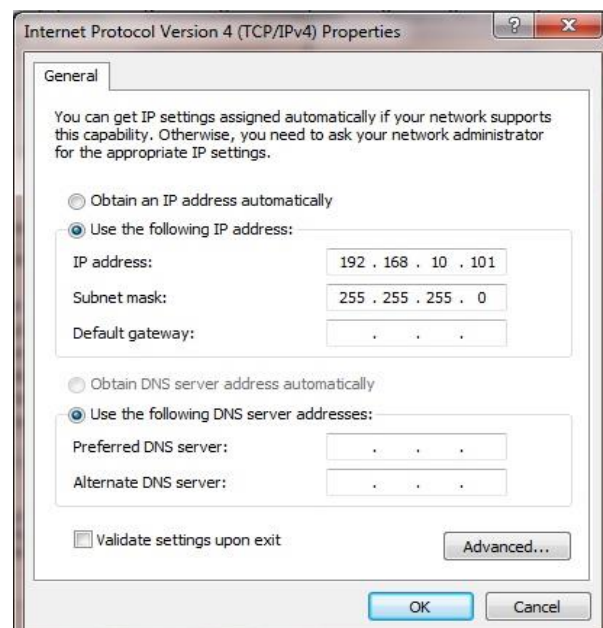 Internet Protocol Version 4 (TCP/IPv4) Properties
General
You can get IP settings assigned automatically if your network supports
this capability. Otherwise, you need to ask your network administrator
for the appropriate IP settings.
Obtain an IP address automatically
Use the following IP address:
IP address: 192 . 168 . 10 . 101
Subnet mask: 255 . 255 . 255 . 0
Default gateway: . . .
Obtain DNS server address automatically
Use the following DNS server addresses:
Preferred DNS server: . . .
Alternate DNS server: . . .
Validate settings upon exit
Advanced...
OK Cancel